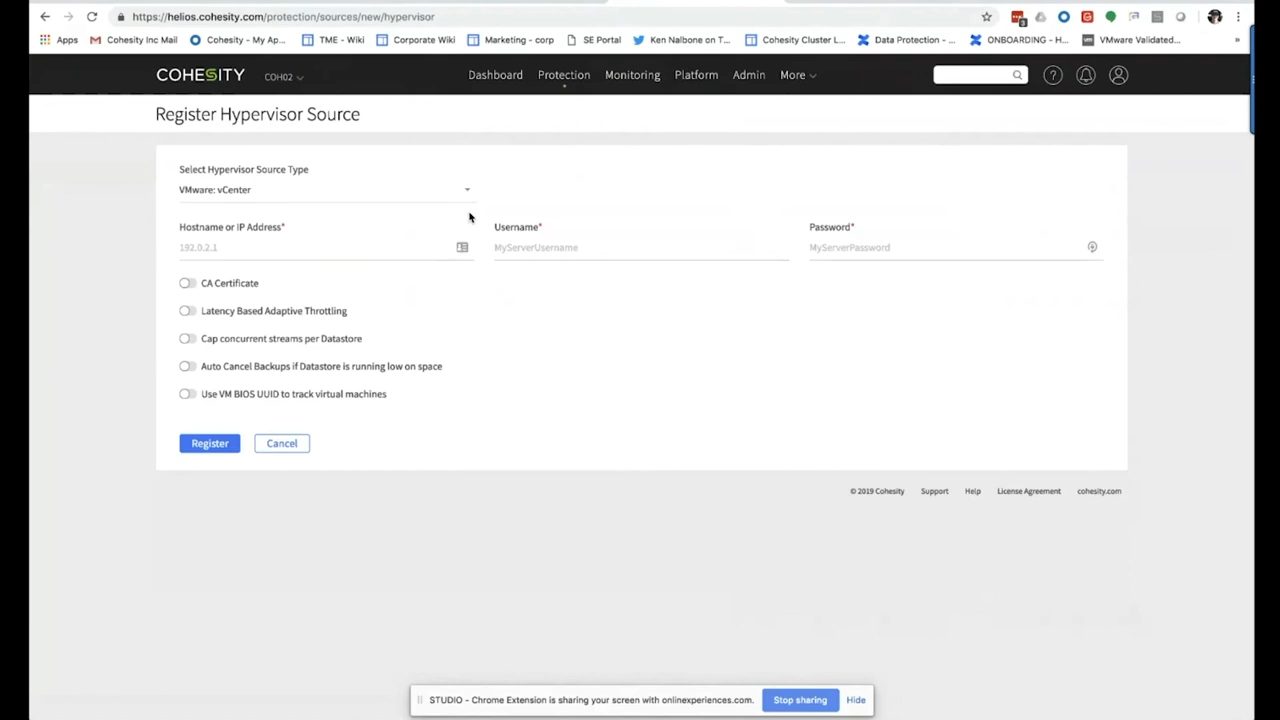 https://helios.cohesity.com/protection/sources/new/hypervisor
Apps Cohesity Inc Mail Cohesity - My Ap... TME - Wiki Corporate Wiki Marketing - corp SE Portal Ken Nalbone on T... Cohesity Cluster L... Data Protection - ... ONBOARDING - H... VMware Validated... »
COHESITY COH02 Dashboard Protection Monitoring Platform Admin More
Register Hypervisor Source
Select Hypervisor Source Type
VMware: vCenter
Hostname or IP Address* Username* Password*
192.0.2.1 MyServerUsername MyServerPassword
CA Certificate
Latency Based Adaptive Throttling
Cap concurrent streams per Datastore
Auto Cancel Backups if Datastore is running low on space
Use VM BIOS UUID to track virtual machines
Register Cancel
© 2019 Cohesity Support Help License Agreement cohesity.com
STUDIO - Chrome Extension is sharing your screen with onlinexperiences.com. Stop sharing Hide